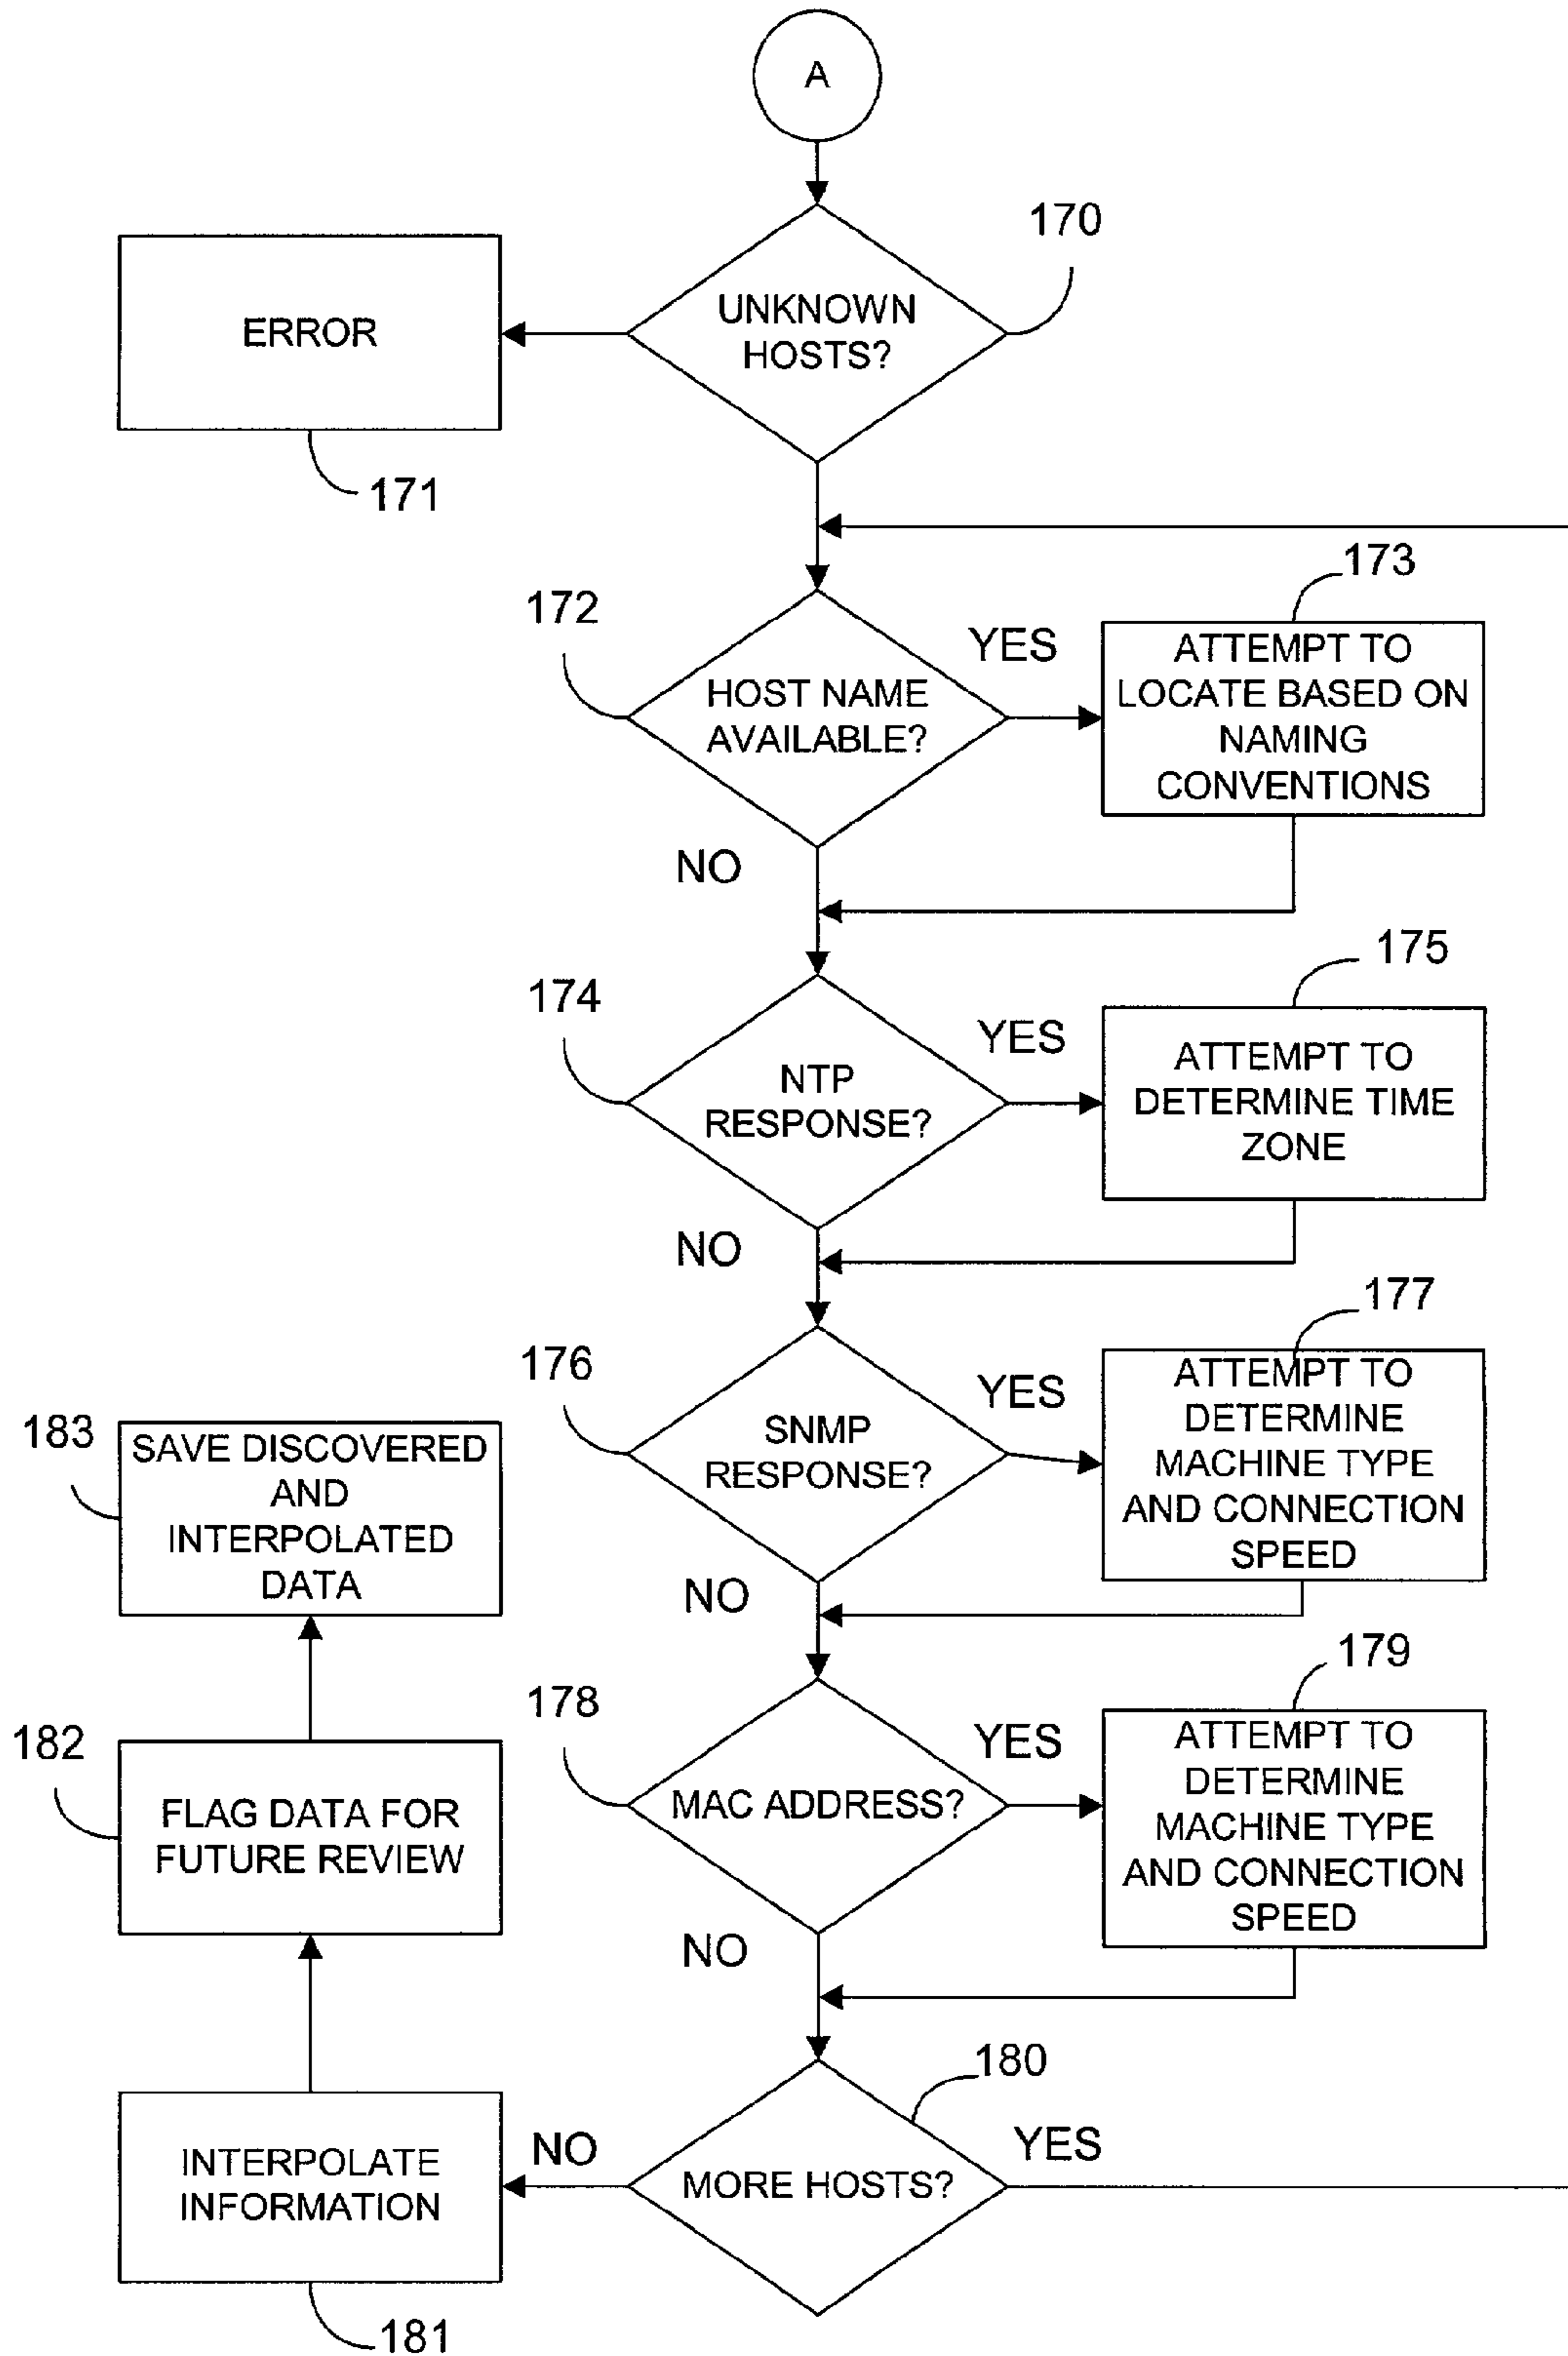 A
170
UNKNOWN
HOSTS?
ERROR
171
173
172
YES
HOST NAME
AVAILABLE?
ATTEMPT TO
LOCATE BASED ON
NAMING
CONVENTIONS
NO
175
174
YES
NTP
RESPONSE?
ATTEMPT TO
DETERMINE TIME
ZONE
NO
177
176
YES
SNMP
RESPONSE?
ATTEMPT TO
DETERMINE
MACHINE TYPE
AND CONNECTION
SPEED
183
SAVE DISCOVERED
AND
INTERPOLATED
DATA
NO
179
178
YES
MAC ADDRESS?
ATTEMPT TO
DETERMINE
MACHINE TYPE
AND CONNECTION
SPEED
182
FLAG DATA FOR
FUTURE REVIEW
NO
180
NO
YES
MORE HOSTS?
INTERPOLATE
INFORMATION
181